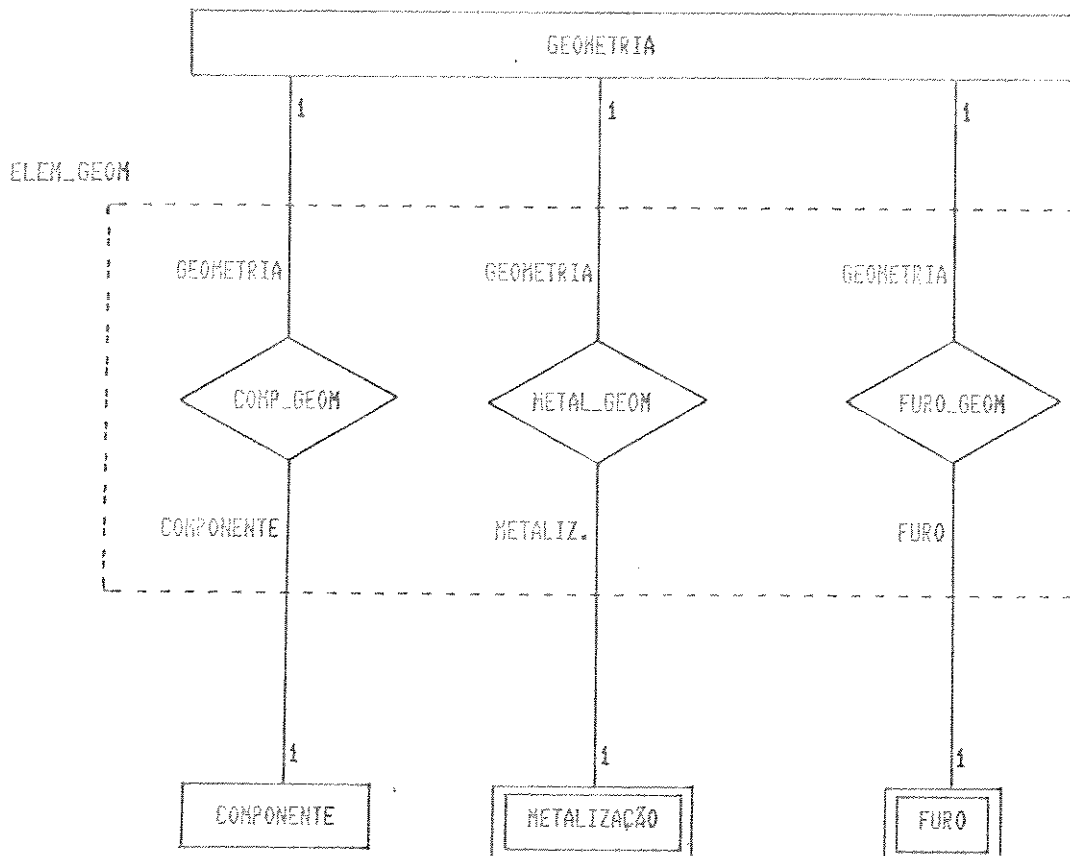 GEOMETRIA
1 1 1
ELEM_GEOM
GEOMETRIA GEOMETRIA GEOMETRIA
COMP_GEOM METAL_GEOM FURO_GEOM
COMPONENTE METALIZ. FURO
1 1 1
COMPONENTE METALIZAÇÃO FURO